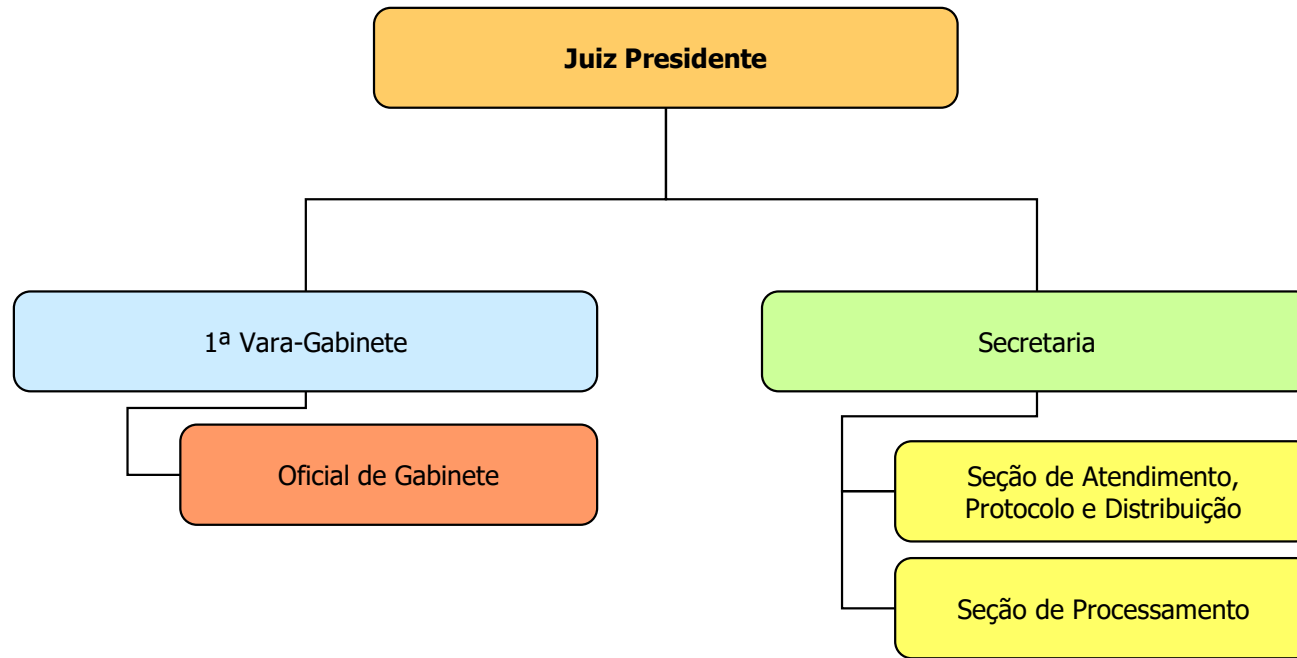 Juiz Presidente
1ª Vara-Gabinete
Secretaria
Oficial de Gabinete
Seção de Atendimento,
Protocolo e Distribuição
Seção de Processamento